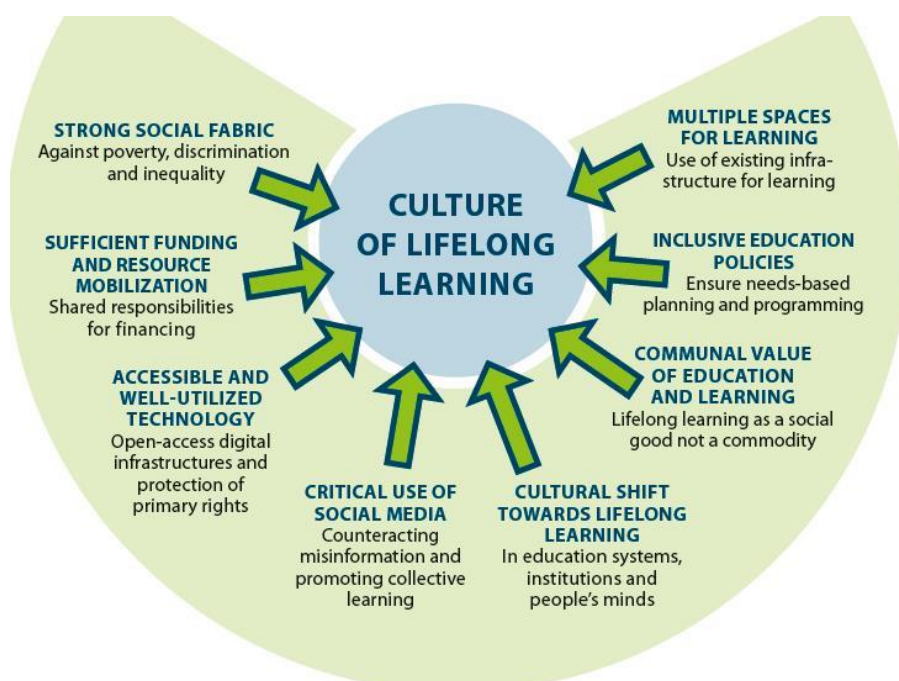 CULTURE
OF LIFELONG
LEARNING
STRONG SOCIAL FABRIC
Against poverty, discrimination
and inequality
SUFFICIENT FUNDING
AND RESOURCE
MOBILIZATION
Shared responsibilities
for financing
ACCESSIBLE AND
WELL-UTILIZED
TECHNOLOGY
Open-access digital
infrastructures and
protection of
primary rights
CRITICAL USE OF
SOCIAL MEDIA
Counteracting
misinformation and
promoting collective
learning
CULTURAL SHIFT
TOWARDS LIFELONG
LEARNING
In education systems,
institutions and
people’s minds
COMMUNAL VALUE
OF EDUCATION
AND LEARNING
Lifelong learning as a social
good not a commodity
INCLUSIVE EDUCATION
POLICIES
Ensure needs-based
planning and programming
MULTIPLE SPACES
FOR LEARNING
Use of existing infra-
structure for learning